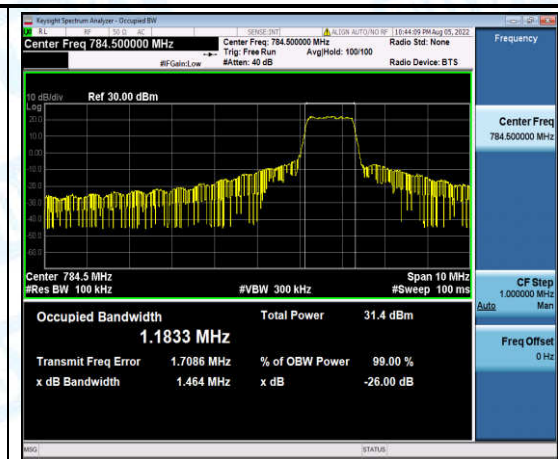 Keysight Spectrum Analyzer - Occupied BW
RL RF 50 Ω AC SENSE:INT ALIGN AUTO/NO RF 10:44:09 PM Aug 05, 2022
Center Freq 784.500000 MHz Center Freq: 784.500000 MHz Radio Std: None Frequency
Trig: Free Run Avg|Hold: 100/100
#IFGain:Low #Atten: 40 dB Radio Device: BTS
10 dB/div Ref 30.00 dBm
Log
20.0
10.0
0.00
-10.0
-20.0
-30.0
-40.0
-50.0
-60.0
Center Freq
784.500000 MHz
Center 784.5 MHz Span 10 MHz
#Res BW 100 kHz #VBW 300 kHz #Sweep 100 ms
CF Step
1.000000 MHz
Auto Man
Occupied Bandwidth Total Power 31.4 dBm
1.1833 MHz
Freq Offset
0 Hz
Transmit Freq Error 1.7086 MHz % of OBW Power 99.00 %
x dB Bandwidth 1.464 MHz x dB -26.00 dB
MSG STATUS